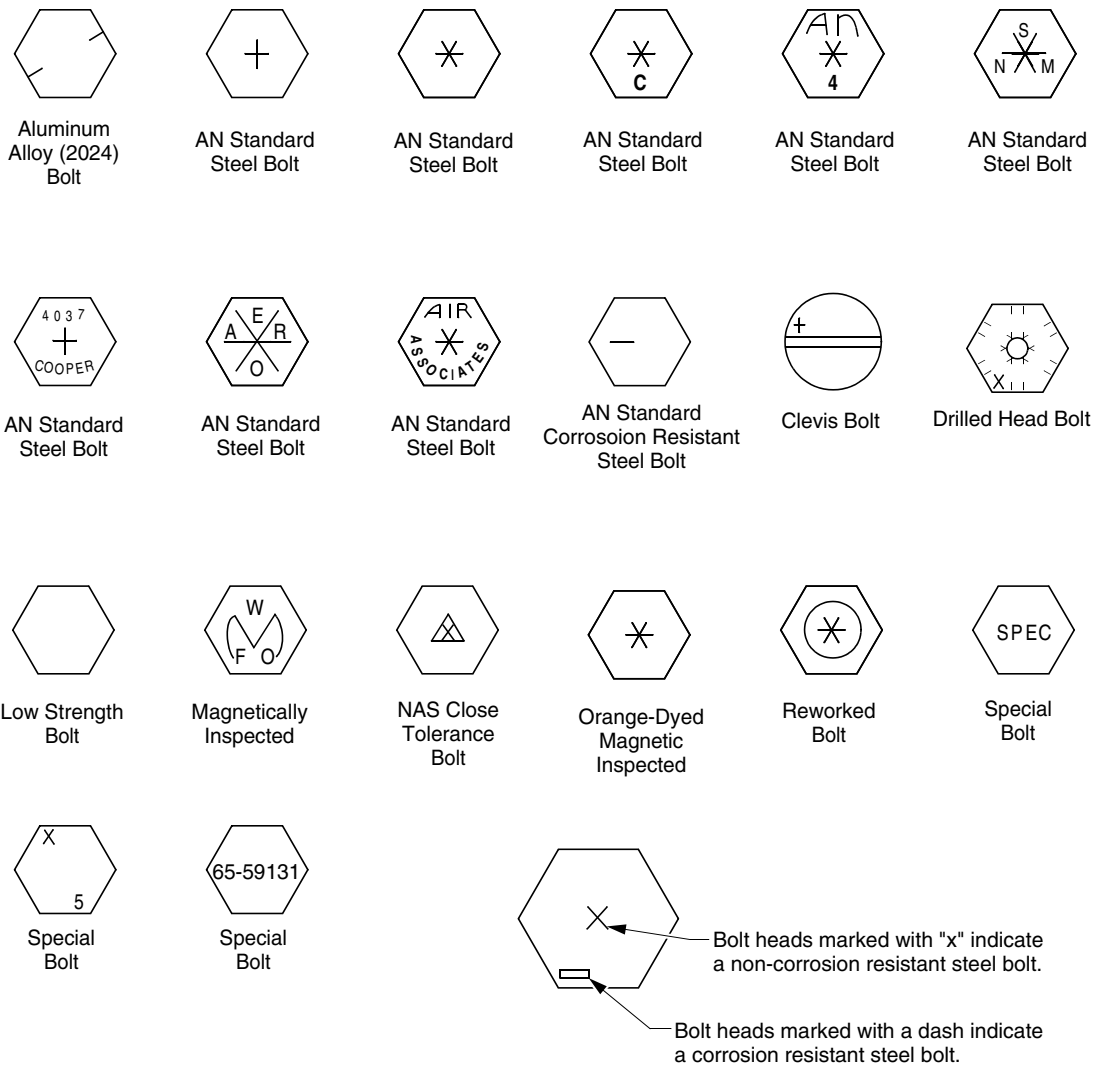 AN
S
C
4
N M
Aluminum
Alloy (2024)
Bolt
AN Standard
Steel Bolt
AN Standard
Steel Bolt
AN Standard
Steel Bolt
AN Standard
Steel Bolt
AN Standard
Steel Bolt
4037
COOPER
E
A R
O
AIR
ASSOCIATES
X
AN Standard
Steel Bolt
AN Standard
Steel Bolt
AN Standard
Steel Bolt
AN Standard
Corrosoion Resistant
Steel Bolt
Clevis Bolt
Drilled Head Bolt
W
F O
X
SPEC
Low Strength
Bolt
Magnetically
Inspected
NAS Close
Tolerance
Bolt
Orange-Dyed
Magnetic
Inspected
Reworked
Bolt
Special
Bolt
X
5
65-59131
Special
Bolt
Special
Bolt
X
Bolt heads marked with "x" indicate
a non-corrosion resistant steel bolt.
Bolt heads marked with a dash indicate
a corrosion resistant steel bolt.